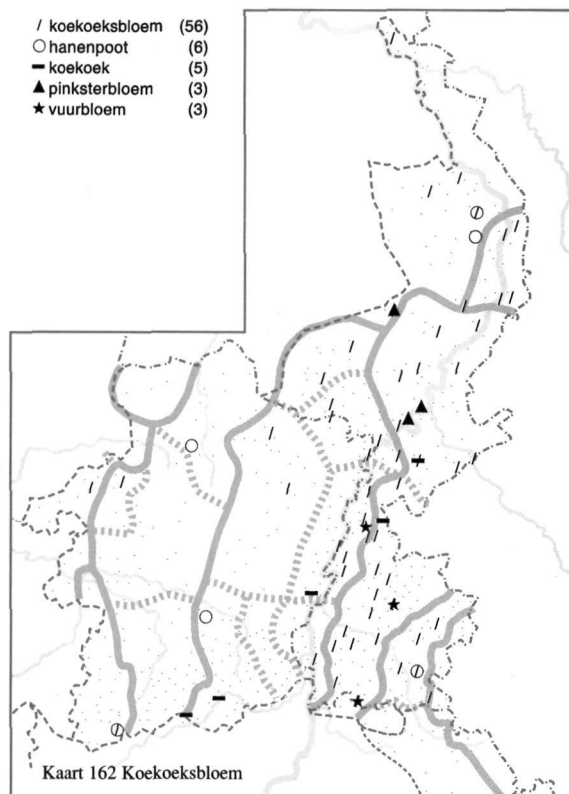 koekoeksbloem (56)
hanenpoot (6)
koekoek (5)
pinksterbloem (3)
vuurbloem (3)
Kaart 162 Koekoeksbloem